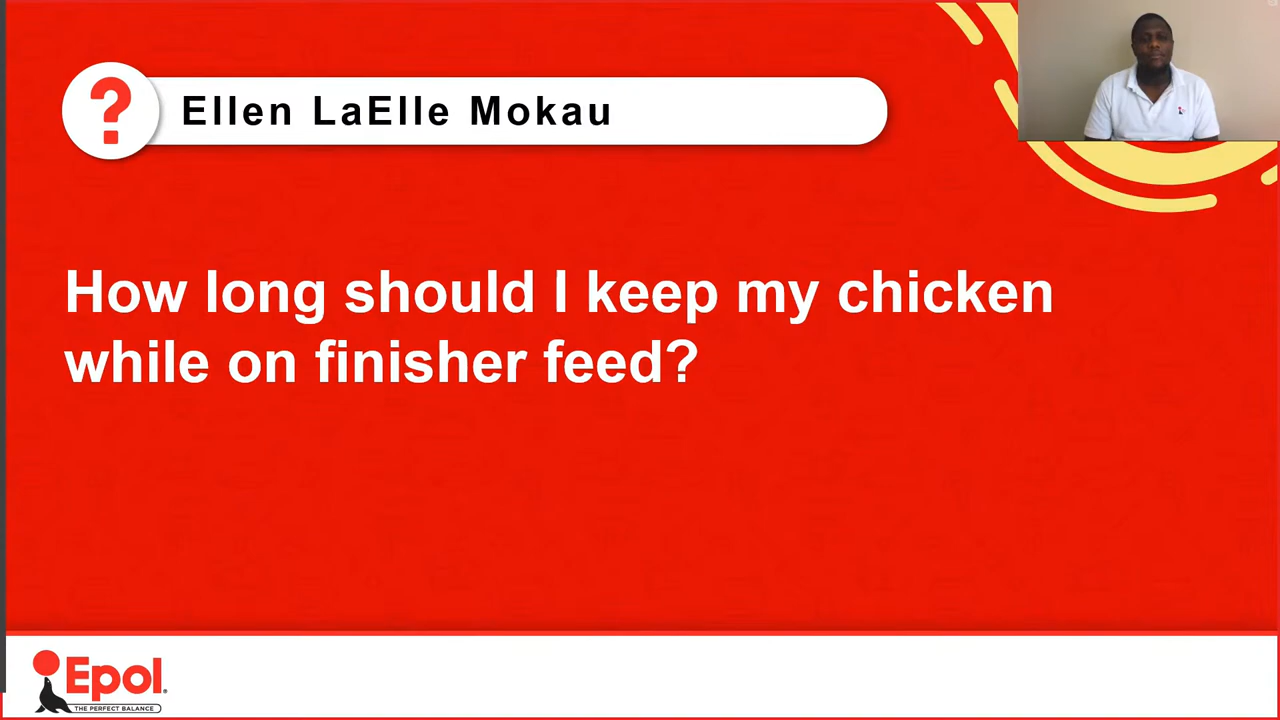 ?
Ellen LaElle Mokau
How long should I keep my chicken
while on finisher feed?
Epol
THE PERFECT BALANCE